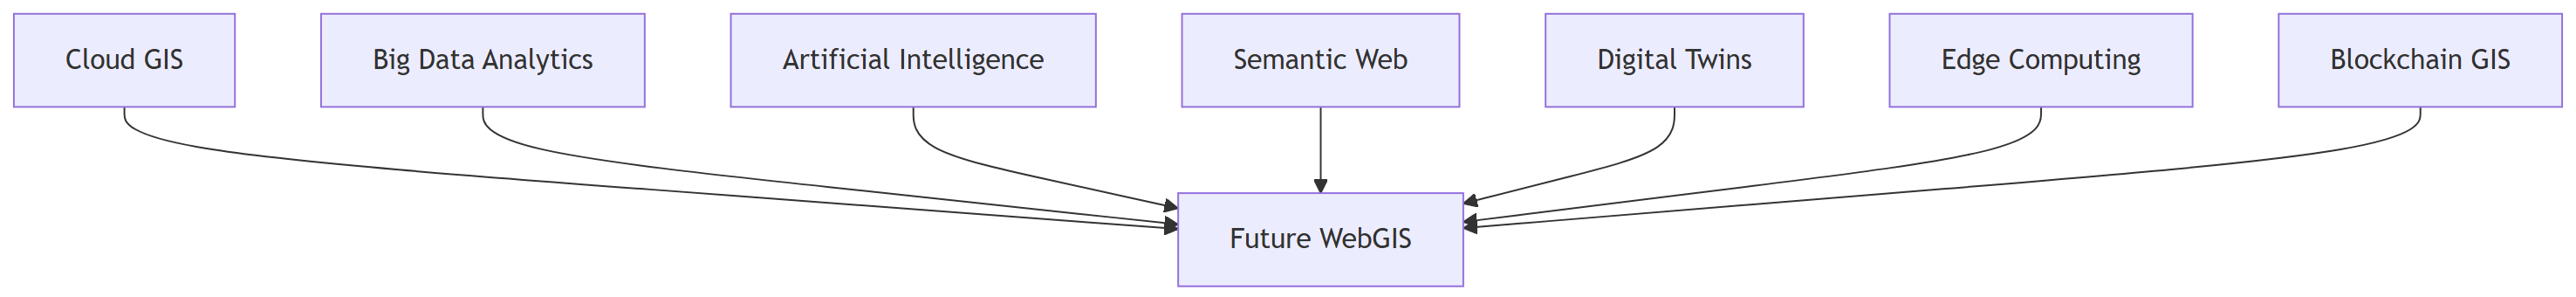 Cloud GIS
Big Data Analytics
Artificial Intelligence
Semantic Web
Digital Twins
Edge Computing
Blockchain GIS
Future WebGIS